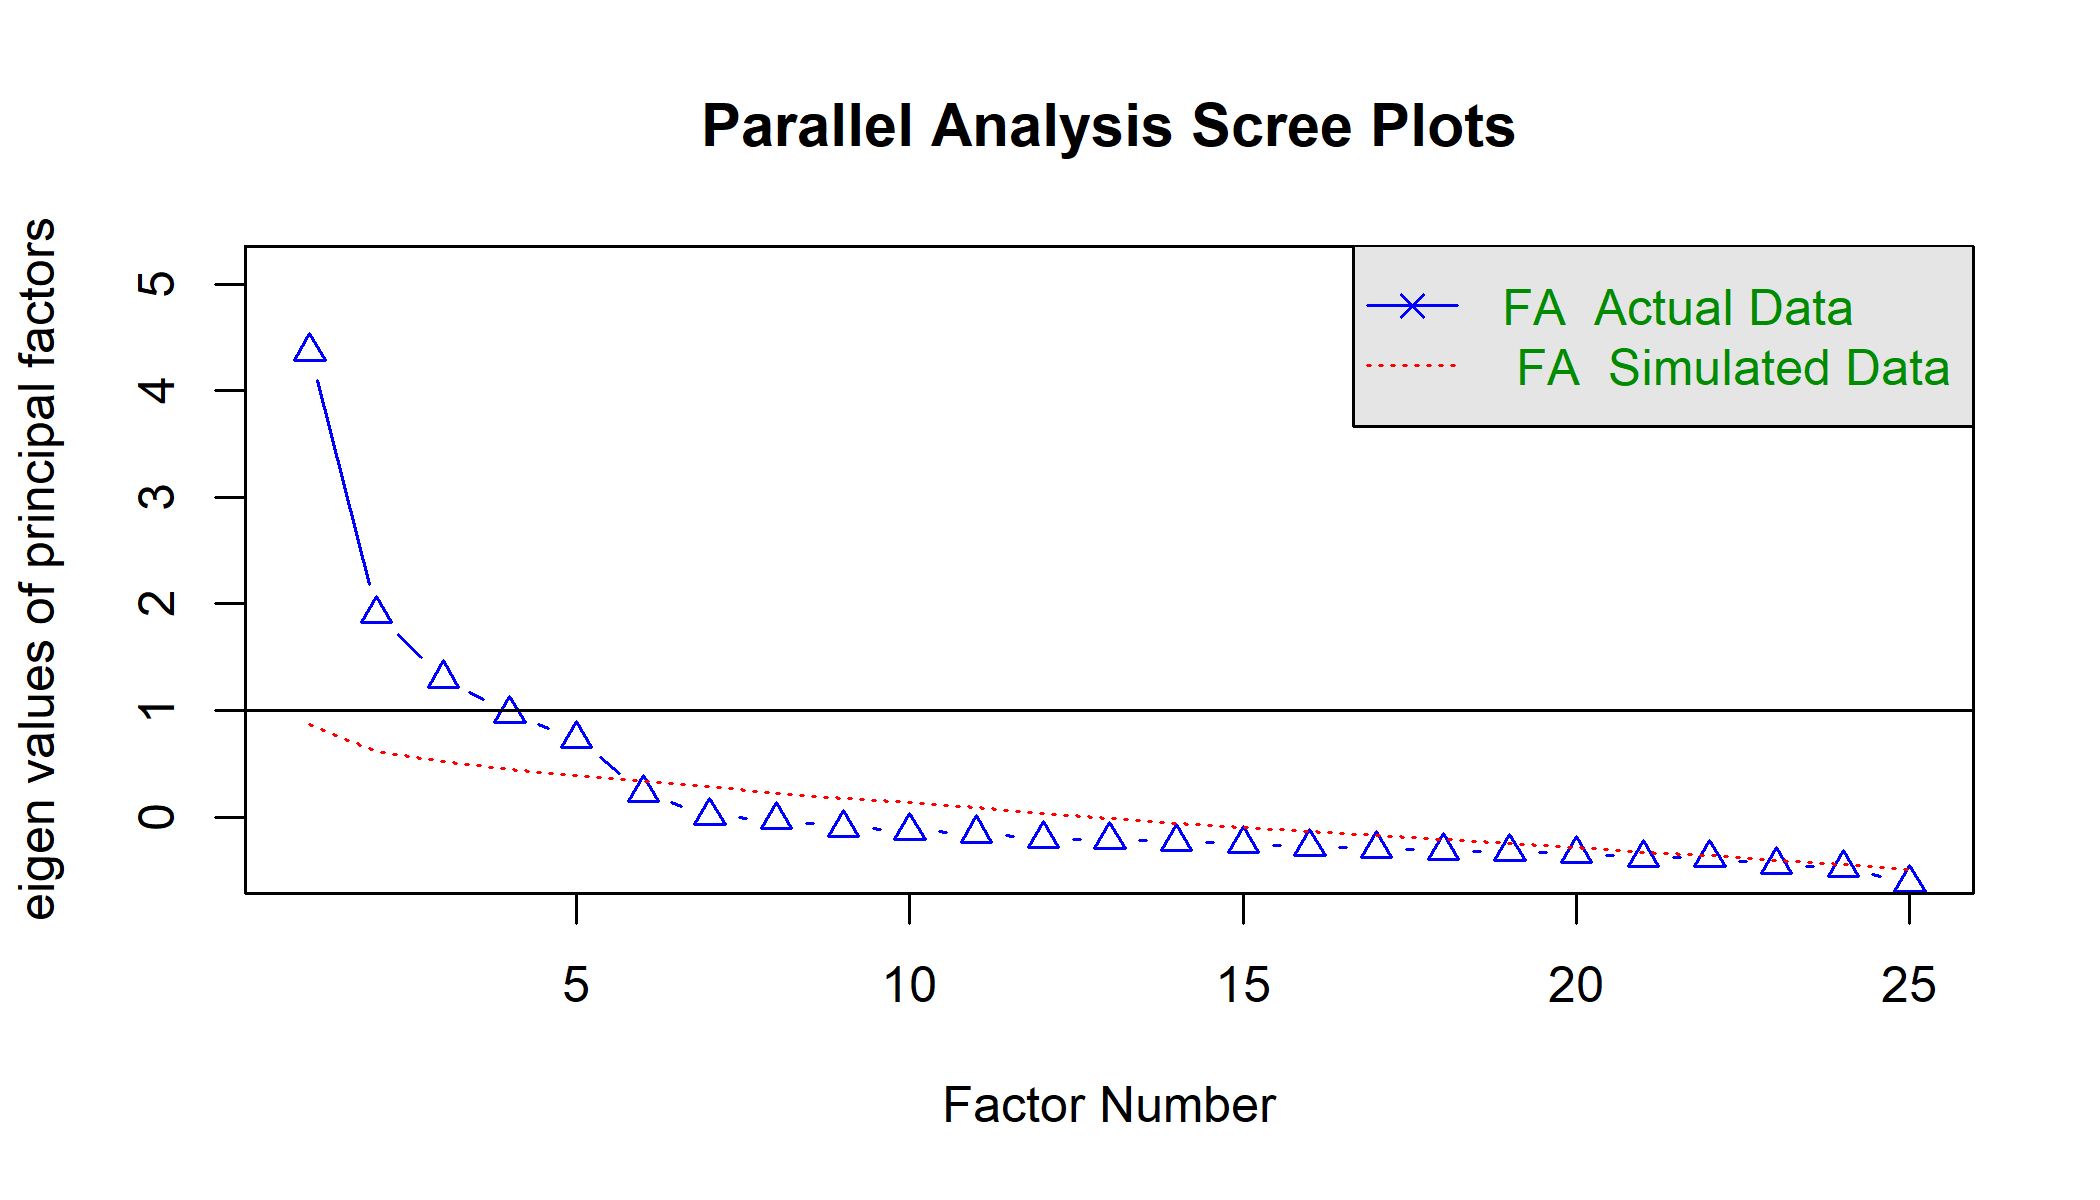 Parallel Analysis Scree Plots
eigen values of principal factors
5
4
3
2
1
0
FA Actual Data
FA Simulated Data
5 10 15 20 25
Factor Number